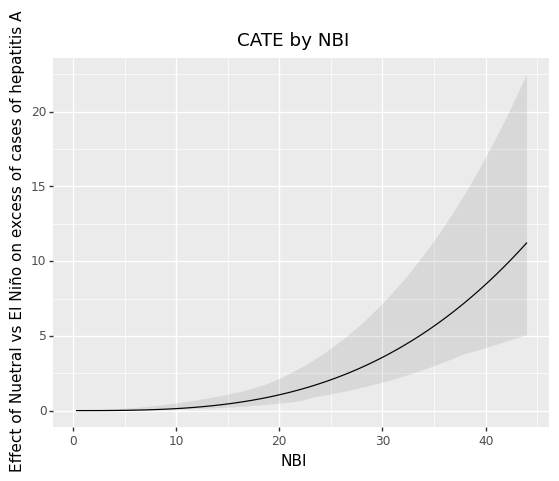 CATE by NBI
Effect of Nuetral vs El Niño on excess of cases of hepatitis A
20
15
10
5
0
0 10 20 30 40
NBI